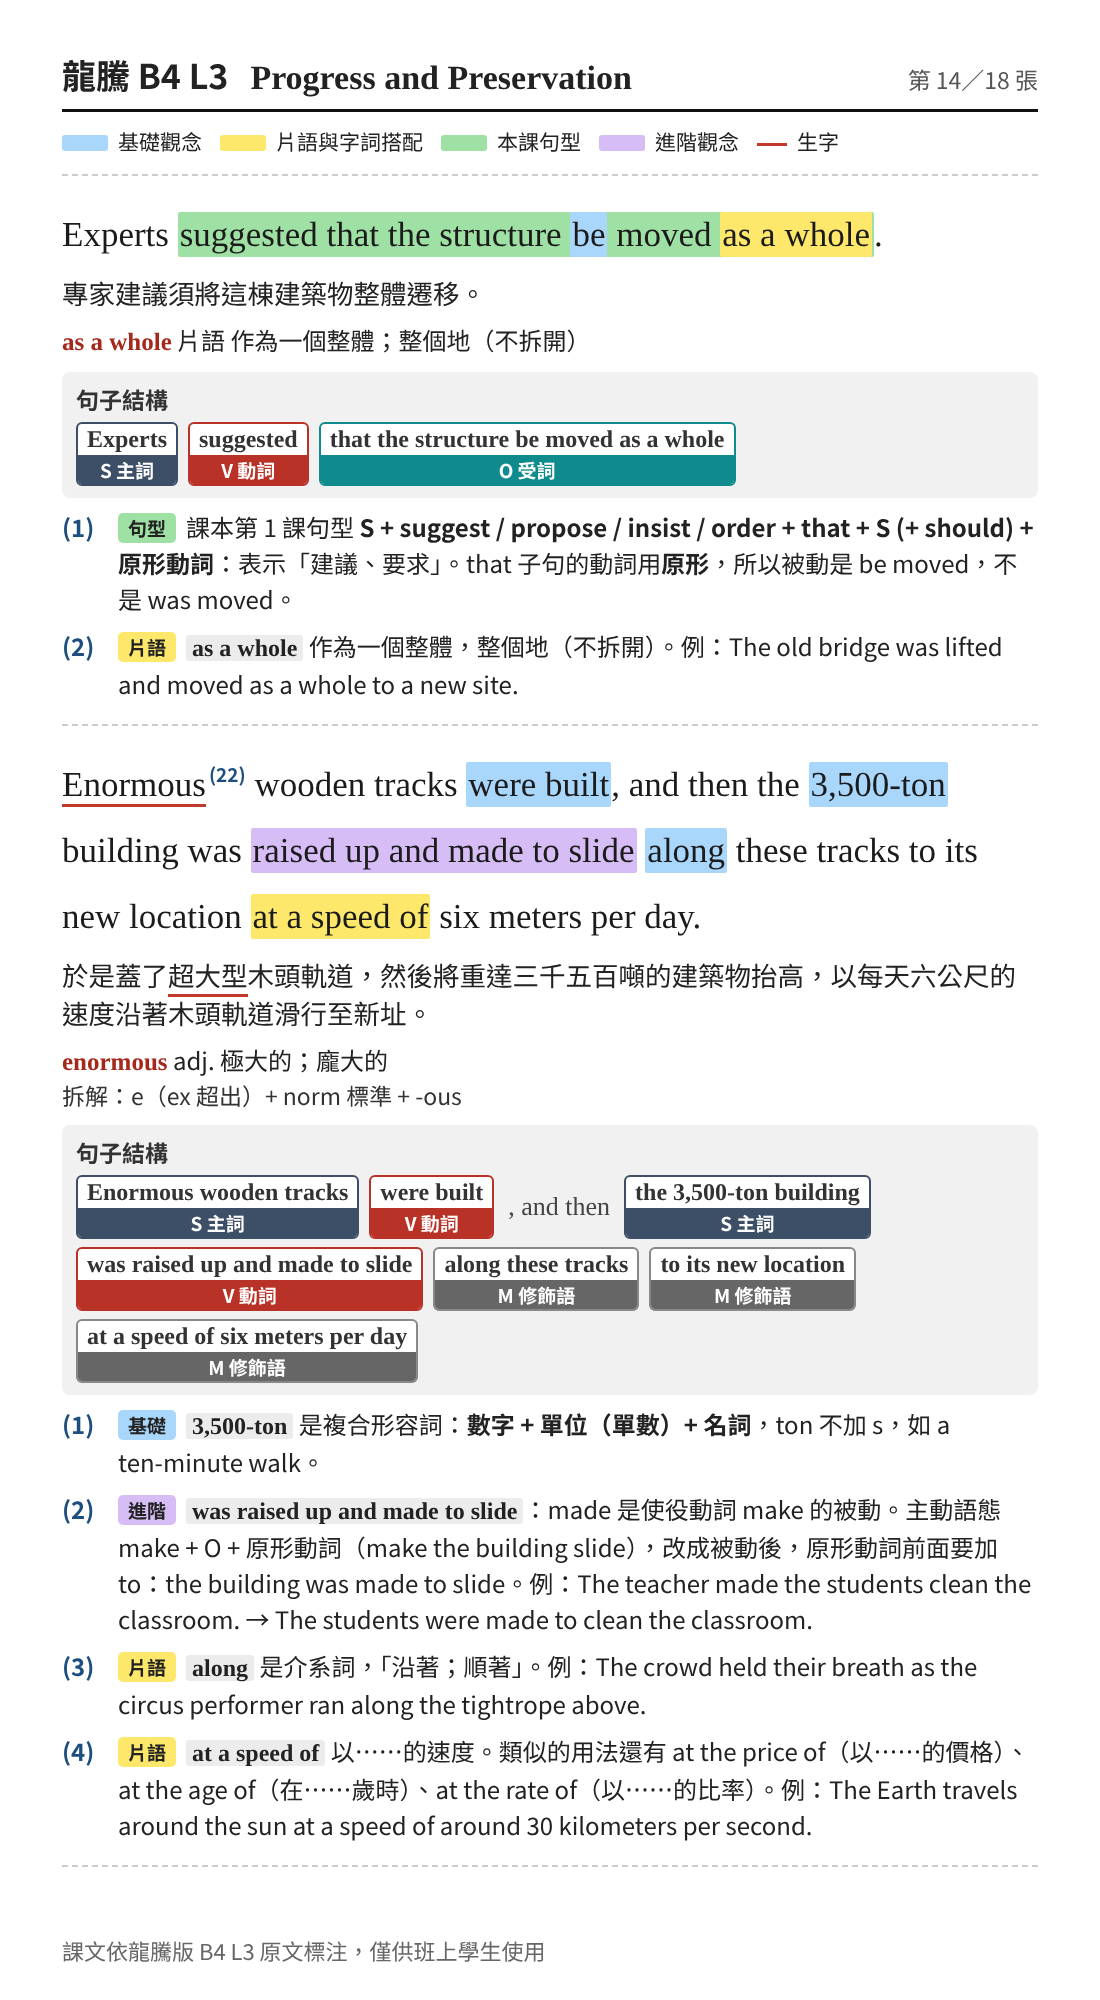 龍騰 B4 L3 Progress and Preservation 第 14／18 張
基礎觀念 片語與字詞搭配 本課句型 進階觀念 生字
Experts suggested that the structure be moved as a whole.
專家建議須將這棟建築物整體遷移。
as a whole 片語 作為一個整體；整個地（不拆開）
句子結構
Experts suggested that the structure be moved as a whole
S 主詞 V 動詞 O 受詞
(1) 句型 課本第 1 課句型 S + suggest / propose / insist / order + that + S (+ should) +
原形動詞：表示「建議、要求」。that 子句的動詞用原形，所以被動是 be moved，不
是 was moved。
(2) 片語 as a whole 作為一個整體，整個地（不拆開）。例：The old bridge was lifted
and moved as a whole to a new site.
Enormous(22) wooden tracks were built, and then the 3,500-ton
building was raised up and made to slide along these tracks to its
new location at a speed of six meters per day.
於是蓋了超大型木頭軌道，然後將重達三千五百噸的建築物抬高，以每天六公尺的
速度沿著木頭軌道滑行至新址。
enormous adj. 極大的；龐大的
拆解：e（ex 超出）+ norm 標準 + -ous
句子結構
Enormous wooden tracks were built , and then the 3,500-ton building
S 主詞 V 動詞 S 主詞
was raised up and made to slide along these tracks to its new location
V 動詞 M 修飾語 M 修飾語
at a speed of six meters per day
M 修飾語
(1) 基礎 3,500-ton 是複合形容詞：數字 + 單位（單數）+ 名詞，ton 不加 s，如 a
ten-minute walk。
(2) 進階 was raised up and made to slide：made 是使役動詞 make 的被動。主動語態
make + O + 原形動詞（make the building slide），改成被動後，原形動詞前面要加
to：the building was made to slide。例：The teacher made the students clean the
classroom. → The students were made to clean the classroom.
(3) 片語 along 是介系詞，「沿著；順著」。例：The crowd held their breath as the
circus performer ran along the tightrope above.
(4) 片語 at a speed of 以⋯⋯的速度。類似的用法還有 at the price of（以⋯⋯的價格）、
at the age of（在⋯⋯歲時）、at the rate of（以⋯⋯的比率）。例：The Earth travels
around the sun at a speed of around 30 kilometers per second.
課文依龍騰版 B4 L3 原文標注，僅供班上學生使用